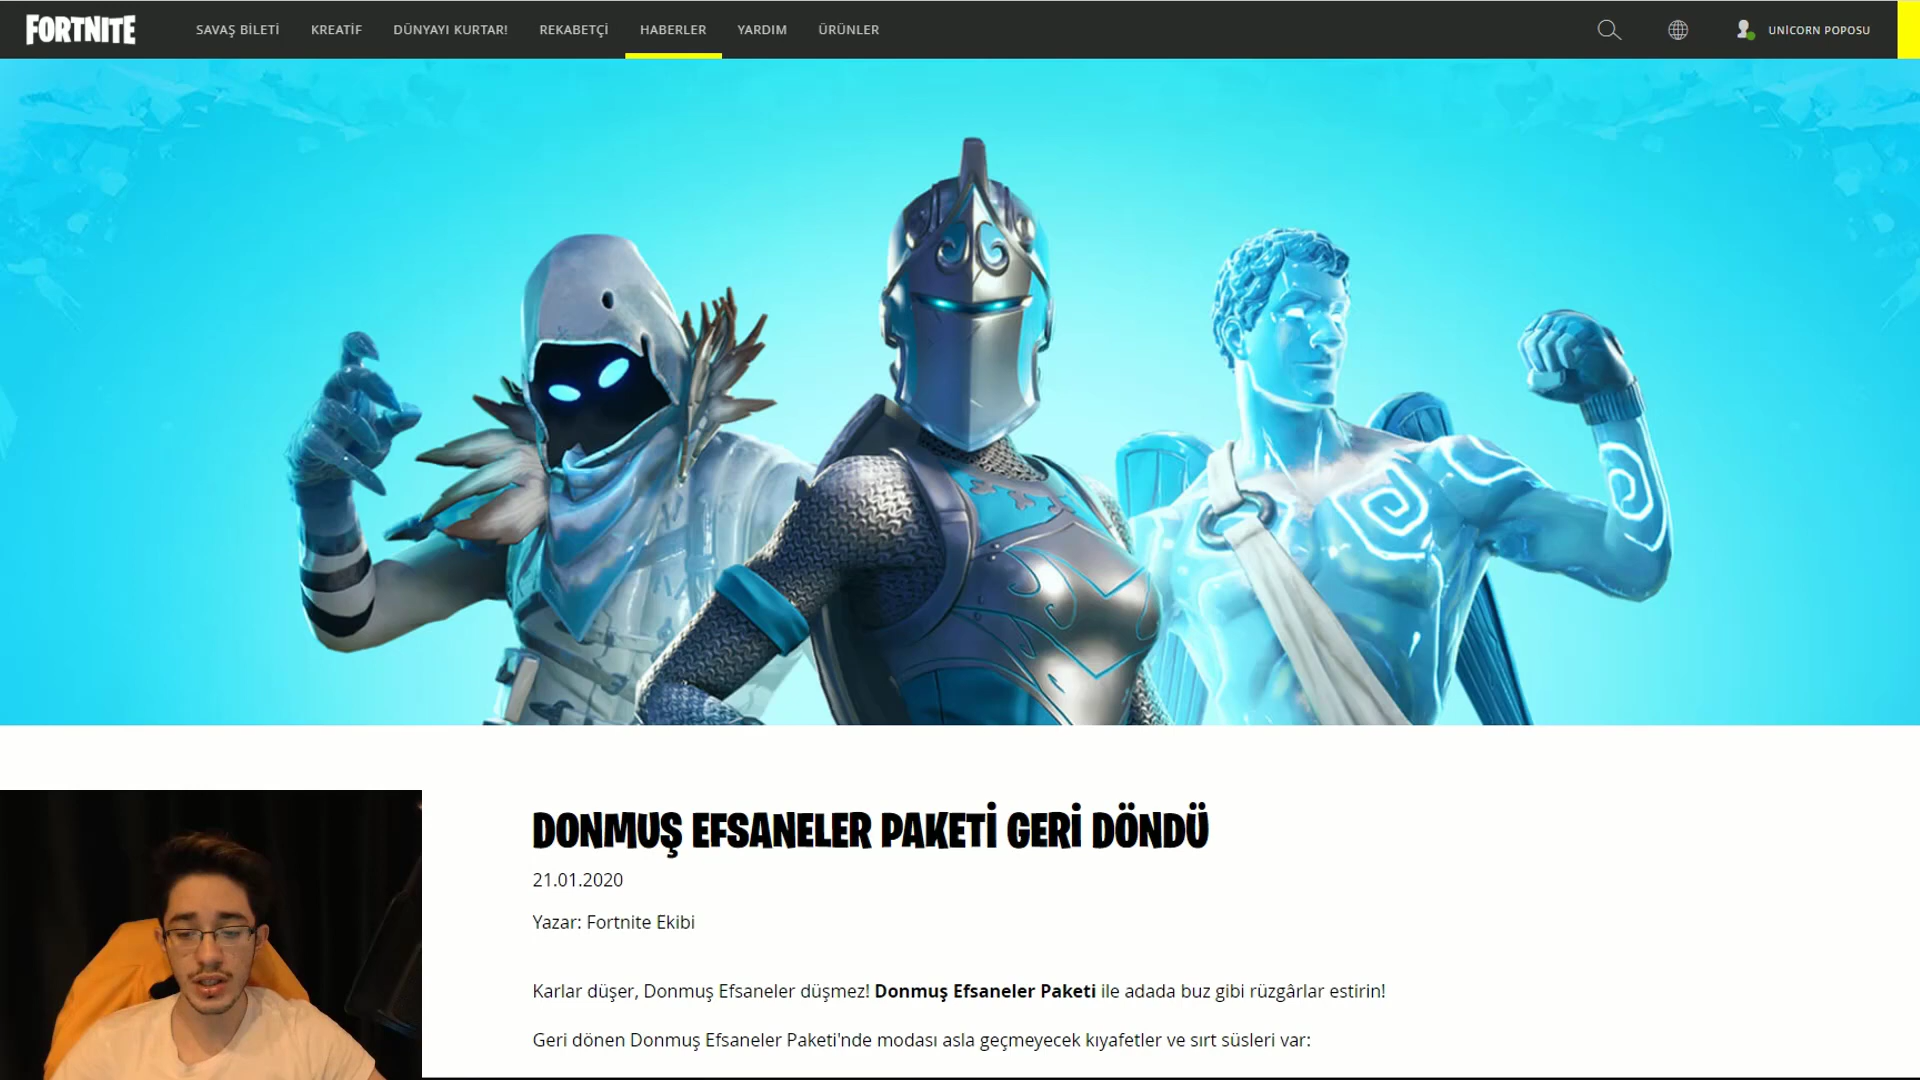 FORTNITE
SAVAŞ BİLETİ KREATİF DÜNYAYI KURTAR! REKABETÇİ HABERLER YARDIM ÜRÜNLER UNİCORN POPOSU
DONMUŞ EFSANELER PAKETİ GERİ DÖNDÜ
21.01.2020
Yazar: Fortnite Ekibi
Karlar düşer, Donmuş Efsaneler düşmez! Donmuş Efsaneler Paketi ile adada buz gibi rüzgârlar estirin!
Geri dönen Donmuş Efsaneler Paketi'nde modası asla geçmeyecek kıyafetler ve sırt süsleri var: